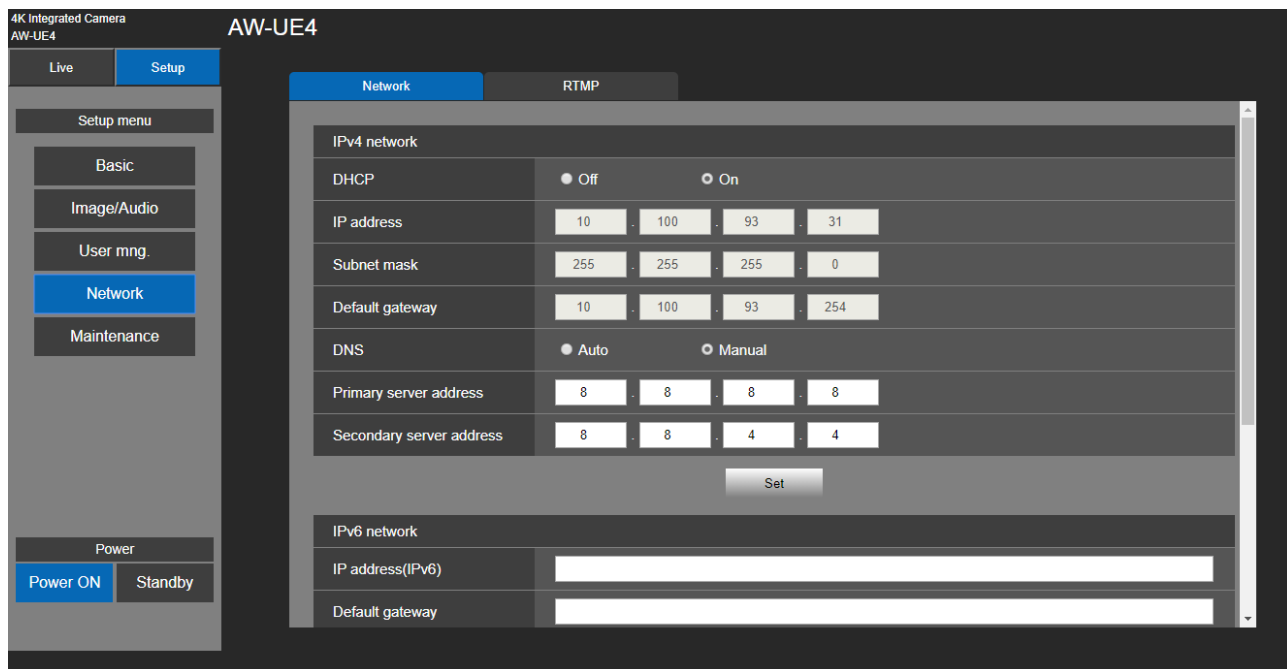 4K Integrated Camera
AW-UE4
AW-UE4
Live Setup
Setup menu
Basic
Image/Audio
User mng.
Network
Maintenance
Power
Power ON Standby
Network RTMP
IPv4 network
DHCP Off On
IP address 10 . 100 . 93 . 31
Subnet mask 255 . 255 . 255 . 0
Default gateway 10 . 100 . 93 . 254
DNS Auto Manual
Primary server address 8 . 8 . 8 . 8
Secondary server address 8 . 8 . 4 . 4
Set
IPv6 network
IP address(IPv6)
Default gateway